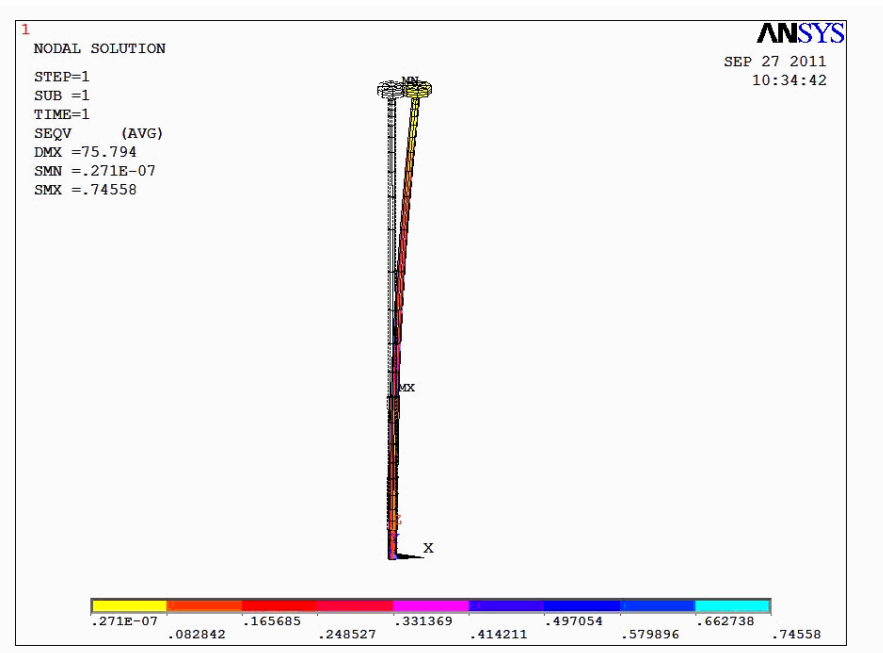 1
ANSYS
NODAL SOLUTION
SEP 27 2011
10:34:42
STEP=1
SUB =1
TIME=1
SEQV (AVG)
DMX =75.794
SMN =.271E-07
SMX =.74558
MN
MX
X
.271E-07 .165685 .331369 .497054 .662738
.082842 .248527 .414211 .579896 .74558